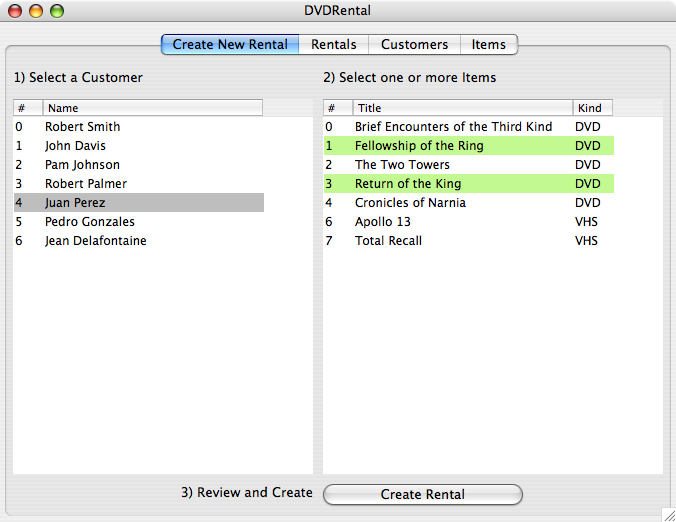 DVDRental
Create New Rental Rentals Customers Items
1) Select a Customer
# Name
0 Robert Smith
1 John Davis
2 Pam Johnson
3 Robert Palmer
4 Juan Perez
5 Pedro Gonzales
6 Jean Delafontaine
2) Select one or more Items
# Title Kind
0 Brief Encounters of the Third Kind DVD
1 Fellowship of the Ring DVD
2 The Two Towers DVD
3 Return of the King DVD
4 Cronicles of Narnia DVD
6 Apollo 13 VHS
7 Total Recall VHS
3) Review and Create Create Rental